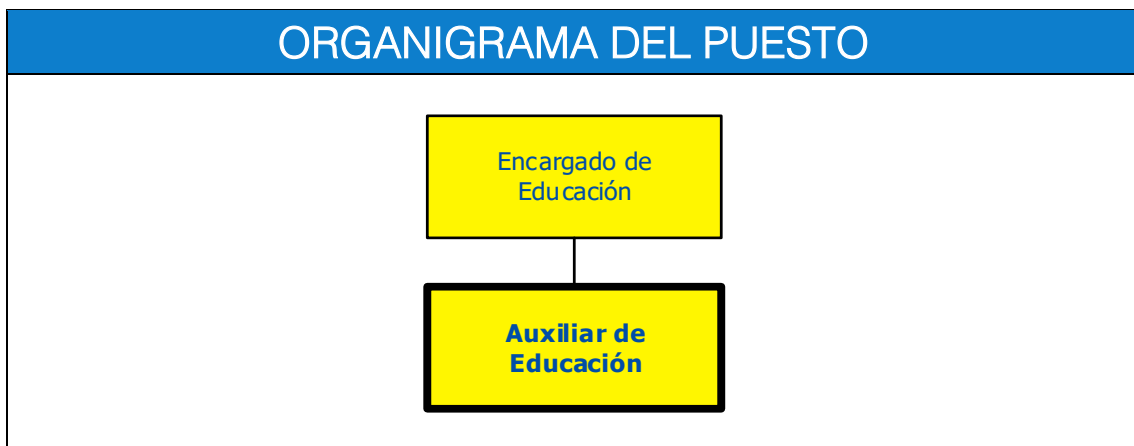 ORGANIGRAMA DEL PUESTO
Encargado de
Educación
Auxiliar de
Educación